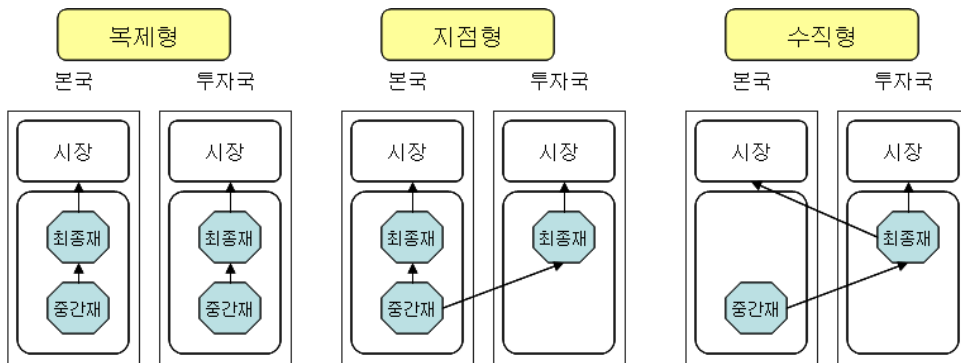 복제형
지점형
수직형
본국
투자국
본국
투자국
본국
투자국
시장
시장
시장
시장
시장
시장
최종재
최종재
최종재
최종재
최종재
중간재
중간재
중간재
중간재